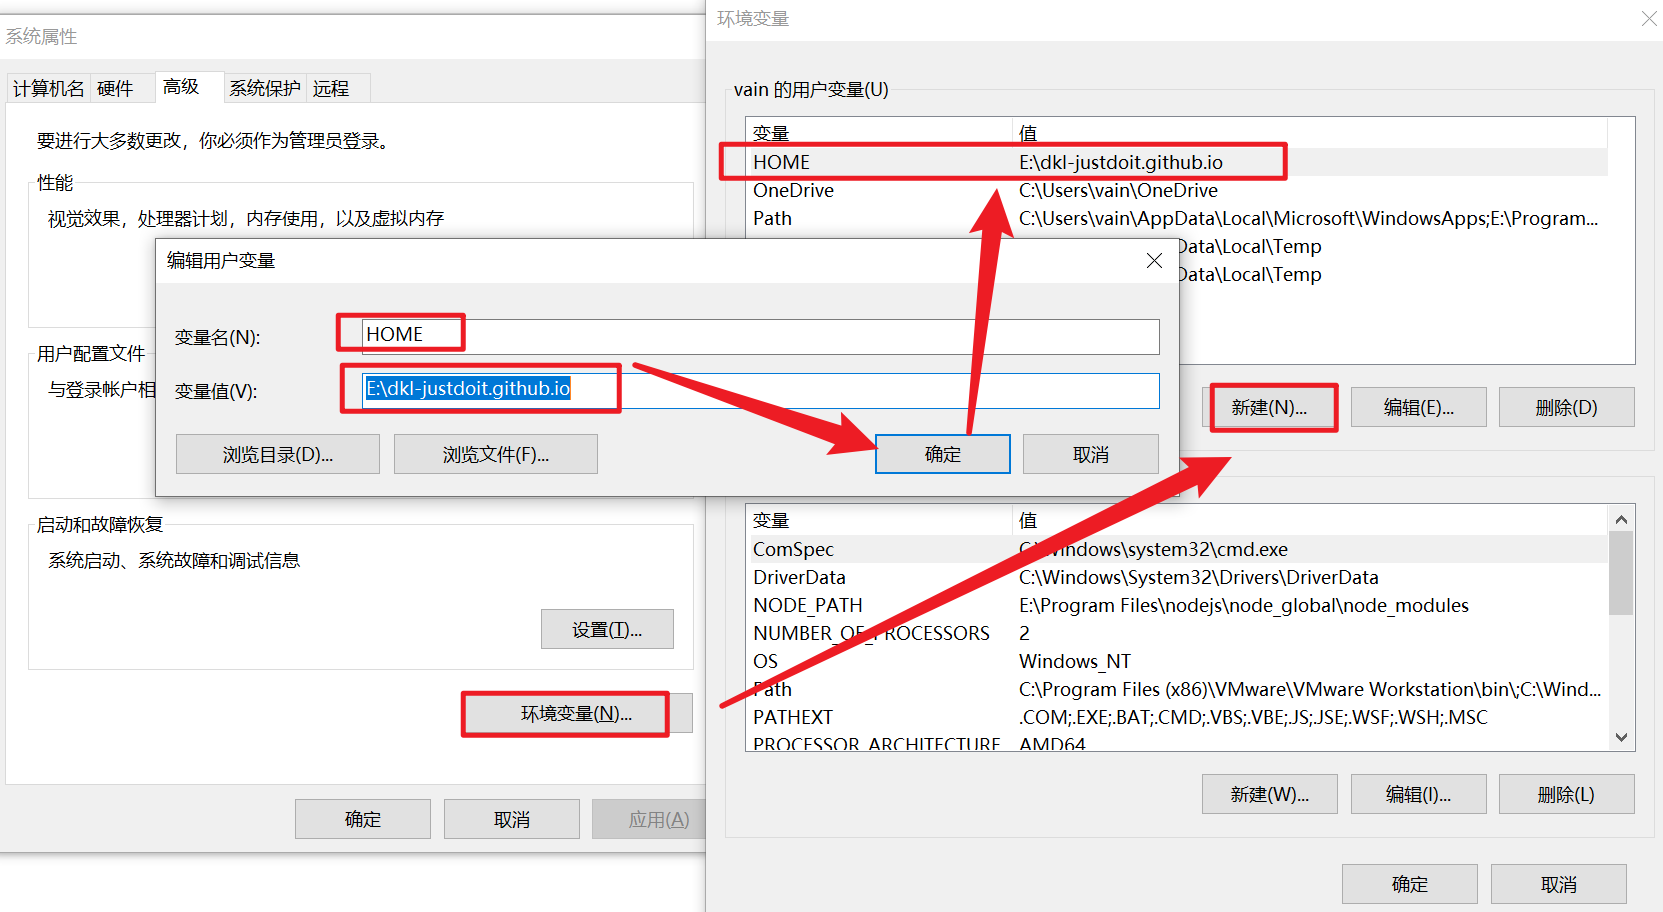 系统属性
计算机名 硬件 高级 系统保护 远程
要进行大多数更改，你必须作为管理员登录。
性能
视觉效果，处理器计划，内存使用，以及虚拟内存
用户配置文件
与登录帐户相
启动和故障恢复
系统启动、系统故障和调试信息
设置(T)...
环境变量(N)...
确定 取消 应用(A)
编辑用户变量
变量名(N): HOME
变量值(V): E:\dkl-justdoit.github.io
浏览目录(D)... 浏览文件(F)... 确定 取消
环境变量
vain 的用户变量(U)
变量 值
HOME E:\dkl-justdoit.github.io
OneDrive C:\Users\vain\OneDrive
Path C:\Users\vain\AppData\Local\Microsoft\WindowsApps;E:\Program...
Data\Local\Temp
Data\Local\Temp
新建(N)... 编辑(E)... 删除(D)
变量 值
ComSpec C:\Windows\system32\cmd.exe
DriverData C:\Windows\System32\Drivers\DriverData
NODE_PATH E:\Program Files\nodejs\node_global\node_modules
NUMBER_OF_PROCESSORS 2
OS Windows_NT
Path C:\Program Files (x86)\VMware\VMware Workstation\bin\;C:\Wind...
PATHEXT .COM;.EXE;.BAT;.CMD;.VBS;.VBE;.JS;.JSE;.WSF;.WSH;.MSC
PROCESSOR_ARCHITECTURE AMD64
新建(W)... 编辑(I)... 删除(L)
确定 取消